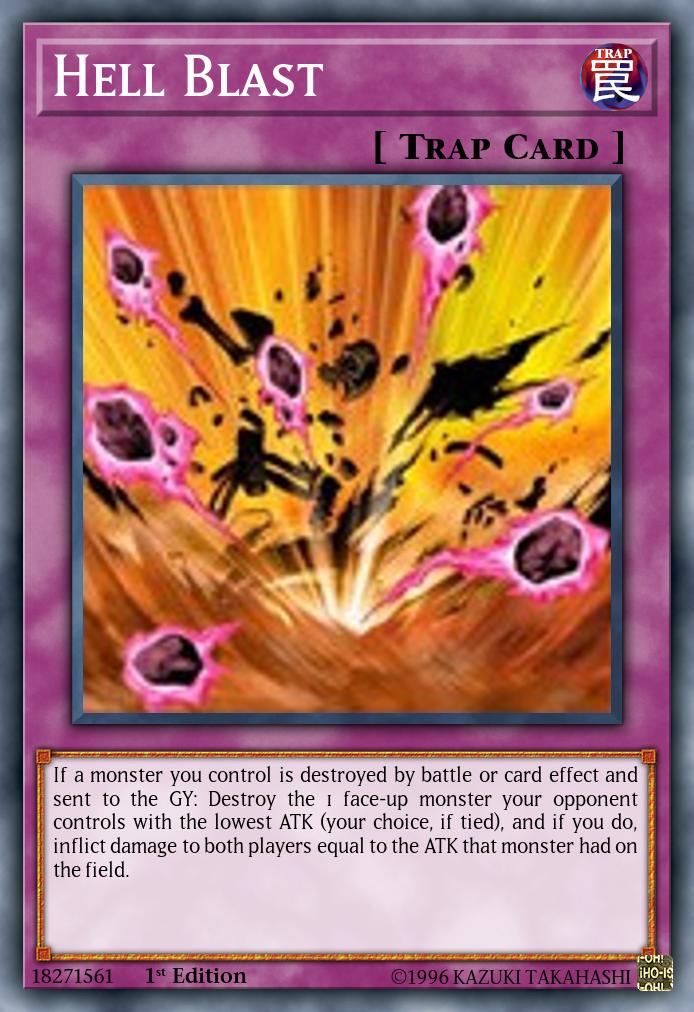 HELL BLAST
TRAP
罠
[ TRAP CARD ]
If a monster you control is destroyed by battle or card effect and
sent to the GY: Destroy the 1 face-up monster your opponent
controls with the lowest ATK (your choice, if tied), and if you do,
inflict damage to both players equal to the ATK that monster had on
the field.
18271561 1st Edition ©1996 KAZUKI TAKAHASHI